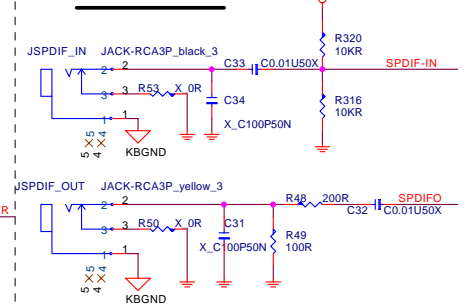 R320
10KR
JSPDIF_IN JACK-RCA3P_black_3
C33 C0.01U50X SPDIF-IN
2 2
R53 X_0R
3 3
C34
R316
10KR
1 1
X_C100P50N
KBGND
5 4
5 4
JSPDIF_OUT JACK-RCA3P_yellow_3
R
R48 200R SPDIFO
C32 C0.01U50X
2 2
R50 X_0R
3 3
C31
R49
100R
X_C100P50N
1 1
5 4
5 4
KBGND